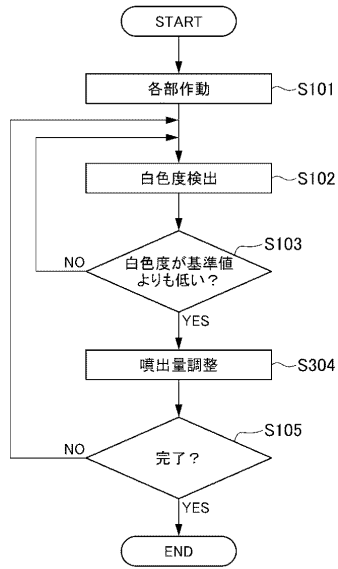 START
各部作動
S101
白色度検出
S102
S103
白色度が基準値
よりも低い？
NO
YES
噴出量調整
S304
S105
完了？
NO
YES
END